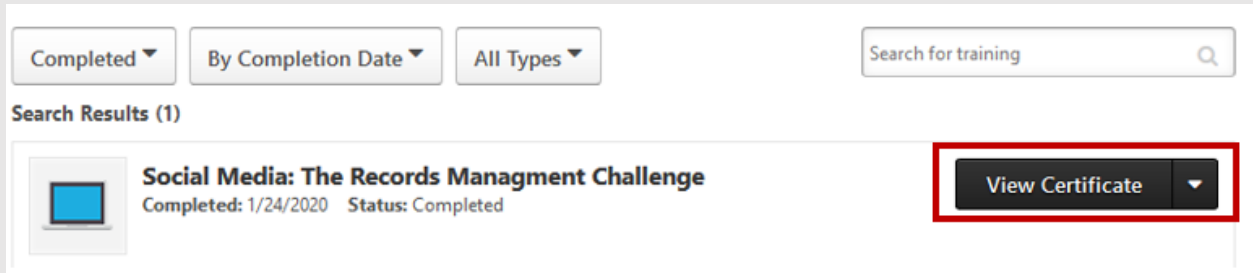 Completed By Completion Date All Types Search for training
Search Results (1)
Social Media: The Records Managment Challenge
Completed: 1/24/2020 Status: Completed
View Certificate